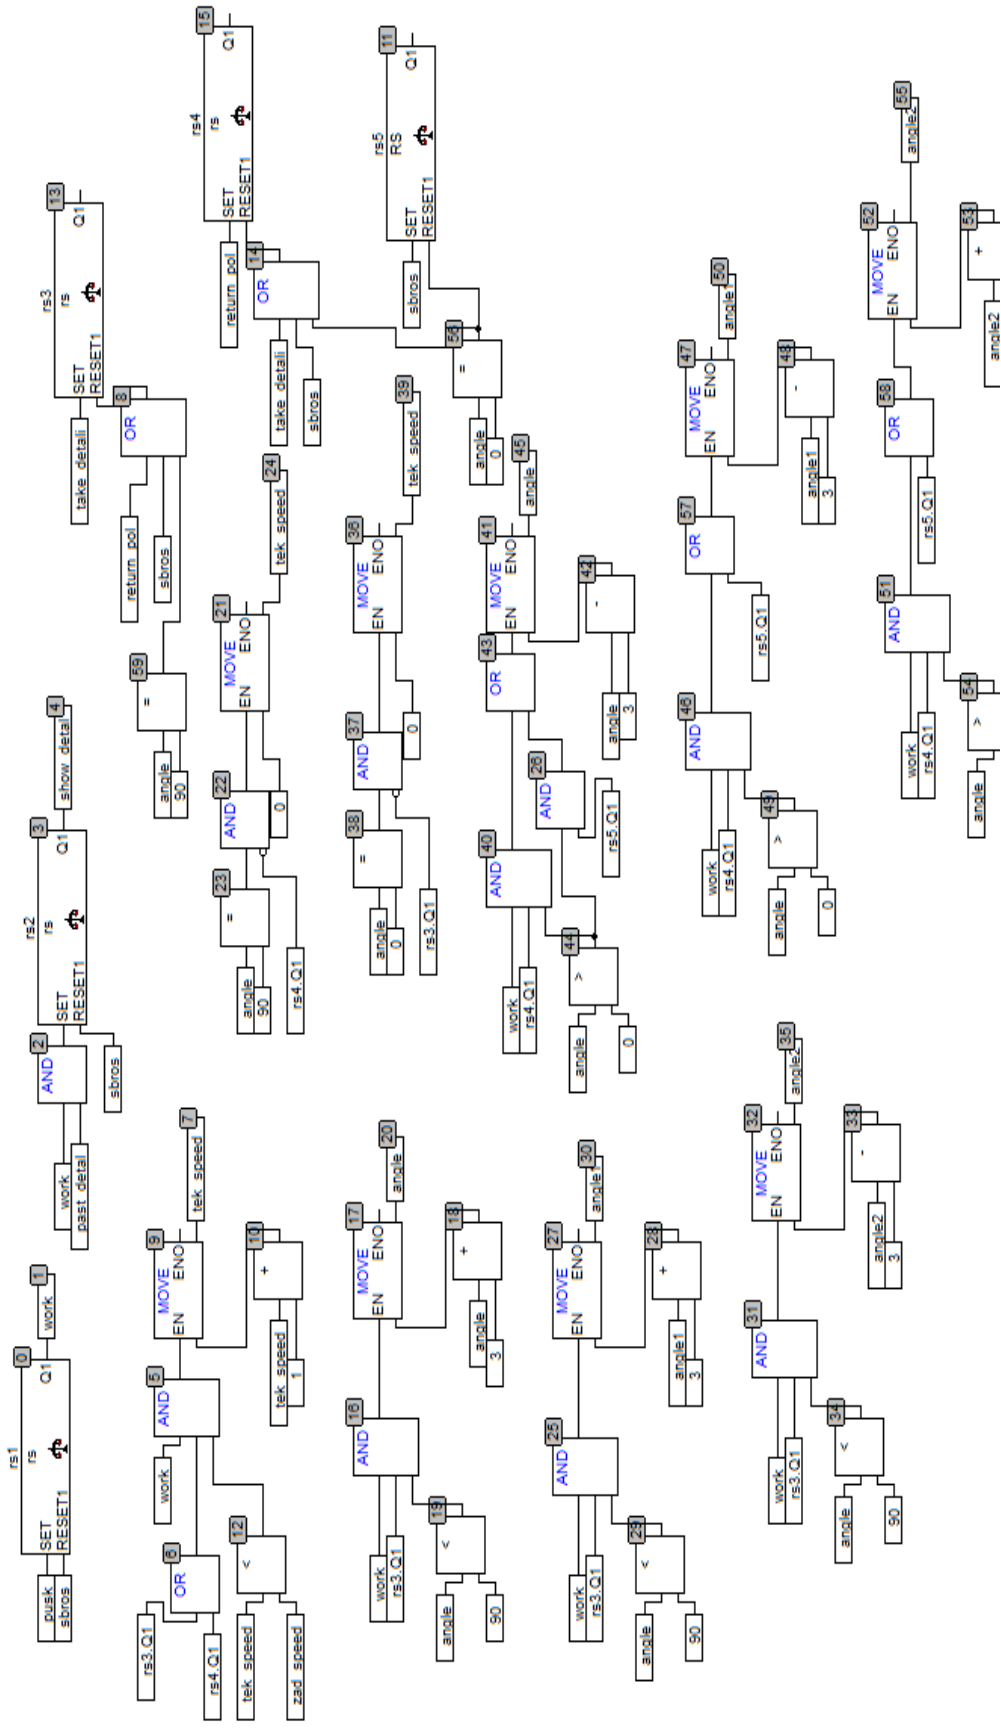 rs1
0
rs
SET
RESET1
Q1
pusk
sbros
1
work
2
AND
work
past detal
sbros
rs2
3
rs
SET
RESET1
Q1
4
show detal
rs3
13
rs
SET
RESET1
Q1
take detali
8
OR
return pol
sbros
59
=
angle
90
rs4
15
rs
SET
RESET1
Q1
return pol
14
OR
take detali
sbros
rs5
11
RS
SET
RESET1
Q1
sbros
56
=
angle
0
rs3.Q1
rs4.Q1
6
OR
tek speed
zad speed
12
<
work
5
AND
9
MOVE
EN
ENO
7
tek speed
10
+
tek speed
1
23
=
angle
90
rs4.Q1
22
AND
0
21
MOVE
EN
ENO
24
tek speed
16
AND
work
rs3.Q1
19
<
angle
90
17
MOVE
EN
ENO
20
angle
18
+
angle
3
38
=
angle
0
rs3.Q1
37
AND
0
36
MOVE
EN
ENO
39
tek speed
25
AND
work
rs3.Q1
29
<
angle
90
27
MOVE
EN
ENO
30
angle1
28
+
angle1
3
40
AND
work
rs4.Q1
44
>
angle
0
26
AND
rs5.Q1
43
OR
41
MOVE
EN
ENO
45
angle
42
-
angle
3
31
AND
work
rs3.Q1
34
<
angle
90
32
MOVE
EN
ENO
35
angle2
33
-
angle2
3
46
AND
work
rs4.Q1
49
>
angle
0
57
OR
rs5.Q1
47
MOVE
EN
ENO
50
angle1
48
-
angle1
3
51
AND
work
rs4.Q1
54
>
angle
58
OR
rs5.Q1
52
MOVE
EN
ENO
55
angle2
53
+
angle2